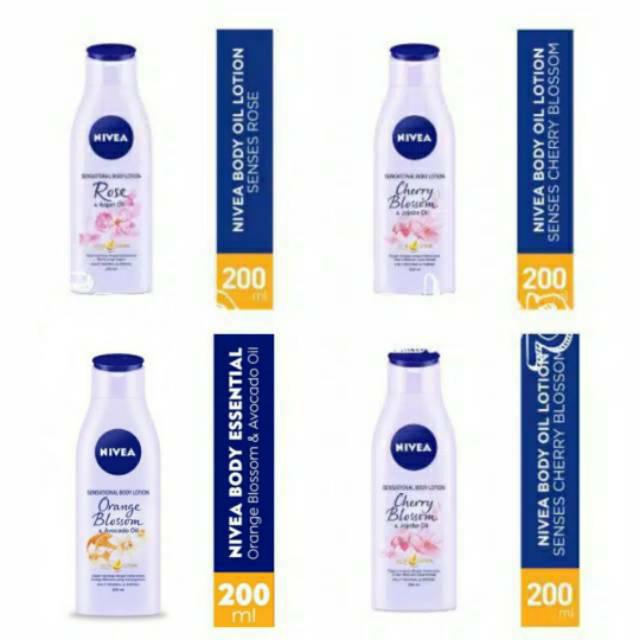 NIVEA
SENSATIONAL BODY LOTION
Rose
& Argan Oil
NIVEA BODY OIL LOTION
SENSES ROSE
200
ml
NIVEA
SENSATIONAL BODY LOTION
Cherry
Blossom
& Jojoba Oil
NIVEA BODY OIL LOTION
SENSES CHERRY BLOSSOM
200
ml
NIVEA
SENSATIONAL BODY LOTION
Orange
Blossom
& Avocado Oil
NIVEA BODY ESSENTIAL
Orange Blossom & Avocado Oil
200
ml
NIVEA
SENSATIONAL BODY LOTION
Cherry
Blossom
& Jojoba Oil
NIVEA BODY OIL LOTION
SENSES CHERRY BLOSSOM
200
ml